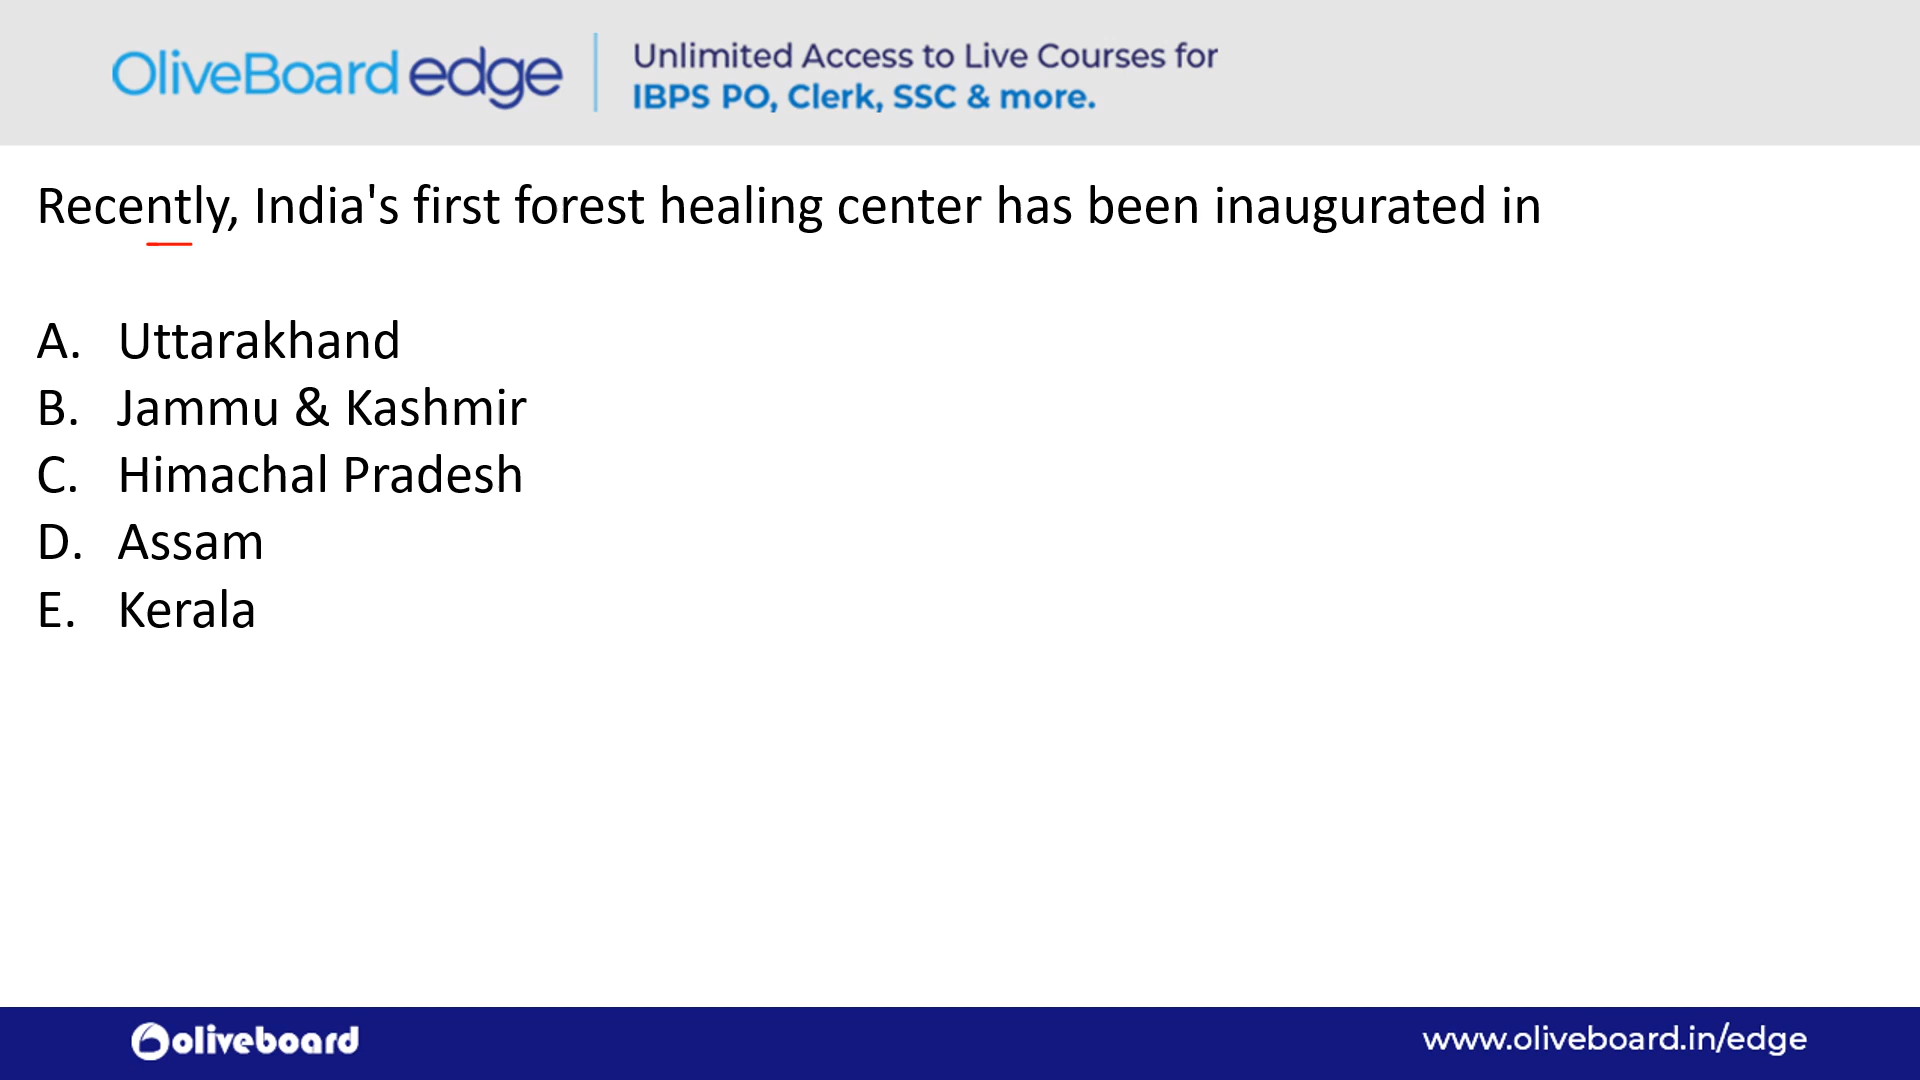 OliveBoard edge
Unlimited Access to Live Courses for
IBPS PO, Clerk, SSC & more.
Recently, India's first forest healing center has been inaugurated in
A. Uttarakhand
B. Jammu & Kashmir
C. Himachal Pradesh
D. Assam
E. Kerala
oliveboard
www.oliveboard.in/edge